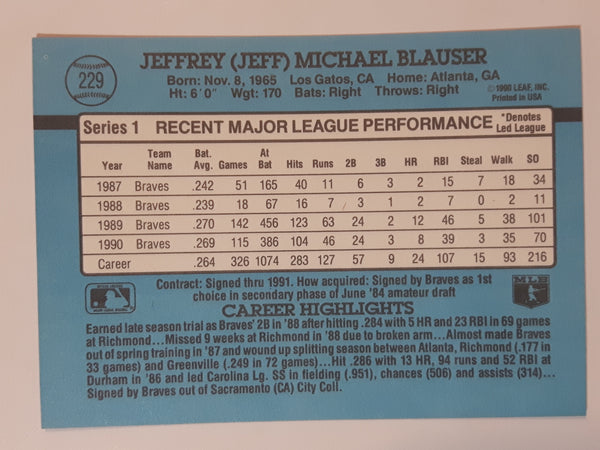 229
JEFFREY (JEFF) MICHAEL BLAUSER
Born: Nov. 8, 1965 Los Gatos, CA Home: Atlanta, GA
Ht: 6'0" Wgt: 170 Bats: Right Throws: Right
©1990 LEAF, INC.
Printed in USA
Series 1 RECENT MAJOR LEAGUE PERFORMANCE *Denotes Led League
Year Team Name Bat. Avg. Games At Bat Hits Runs 2B 3B HR RBI Steal Walk SO
1987 Braves .242 51 165 40 11 6 3 2 15 7 18 34
1988 Braves .239 18 67 16 7 3 1 2 7 0 2 11
1989 Braves .270 142 456 123 63 24 2 12 46 5 38 101
1990 Braves .269 115 386 104 46 24 3 8 39 3 35 70
Career .264 326 1074 283 127 57 9 24 107 15 93 216
Contract: Signed thru 1991. How acquired: Signed by Braves as 1st
choice in secondary phase of June '84 amateur draft
MLB
CAREER HIGHLIGHTS
Earned late season trial as Braves' 2B in '88 after hitting .284 with 5 HR and 23 RBI in 69 games
at Richmond...Missed 9 weeks at Richmond in '88 due to broken arm...Almost made Braves
out of spring training in '87 and wound up splitting season between Atlanta, Richmond (.177 in
33 games) and Greenville (.249 in 72 games)...Hit .286 with 13 HR, 94 runs and 52 RBI at
Durham in '86 and led Carolina Lg. SS in fielding (.951), chances (506) and assists (314)...
Signed by Braves out of Sacramento (CA) City Coll.